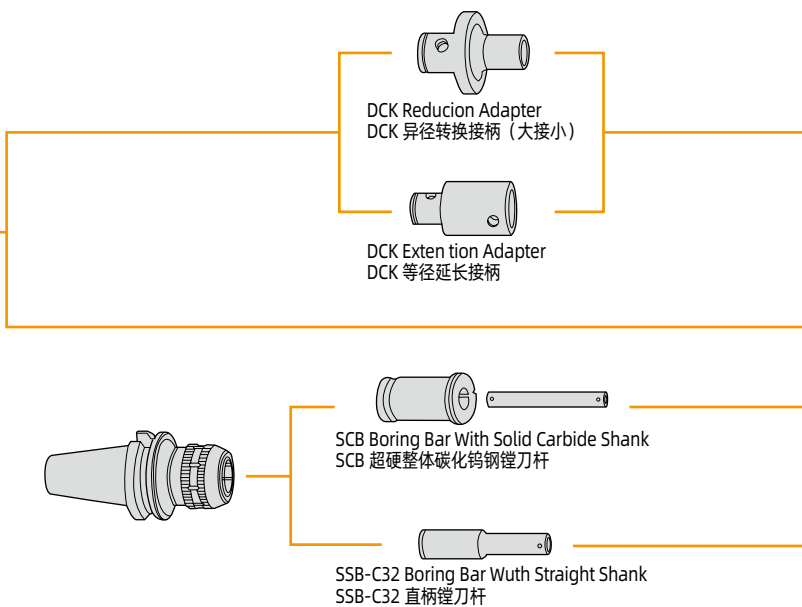 DCK Reducion Adapter
DCK 异径转换接柄（大接小）
DCK Exten tion Adapter
DCK 等径延长接柄
SCB Boring Bar With Solid Carbide Shank
SCB 超硬整体碳化钨钢镗刀杆
SSB-C32 Boring Bar Wuth Straight Shank
SSB-C32 直柄镗刀杆